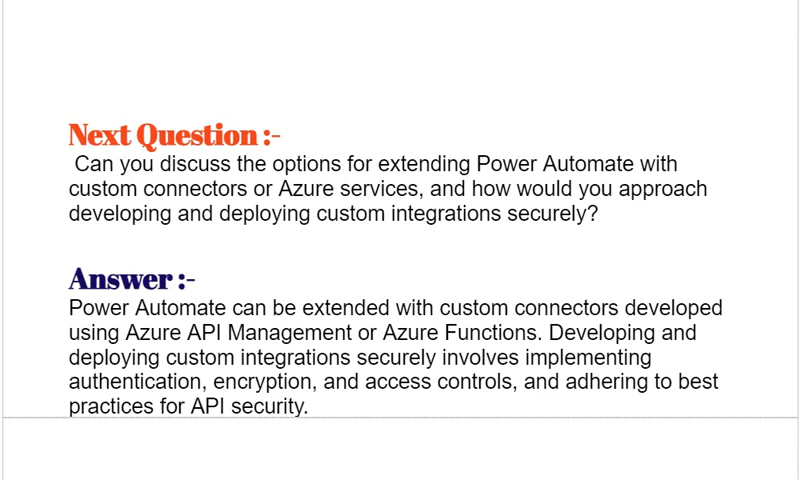 Next Question :-
Can you discuss the options for extending Power Automate with
custom connectors or Azure services, and how would you approach
developing and deploying custom integrations securely?
Answer :-
Power Automate can be extended with custom connectors developed
using Azure API Management or Azure Functions. Developing and
deploying custom integrations securely involves implementing
authentication, encryption, and access controls, and adhering to best
practices for API security.